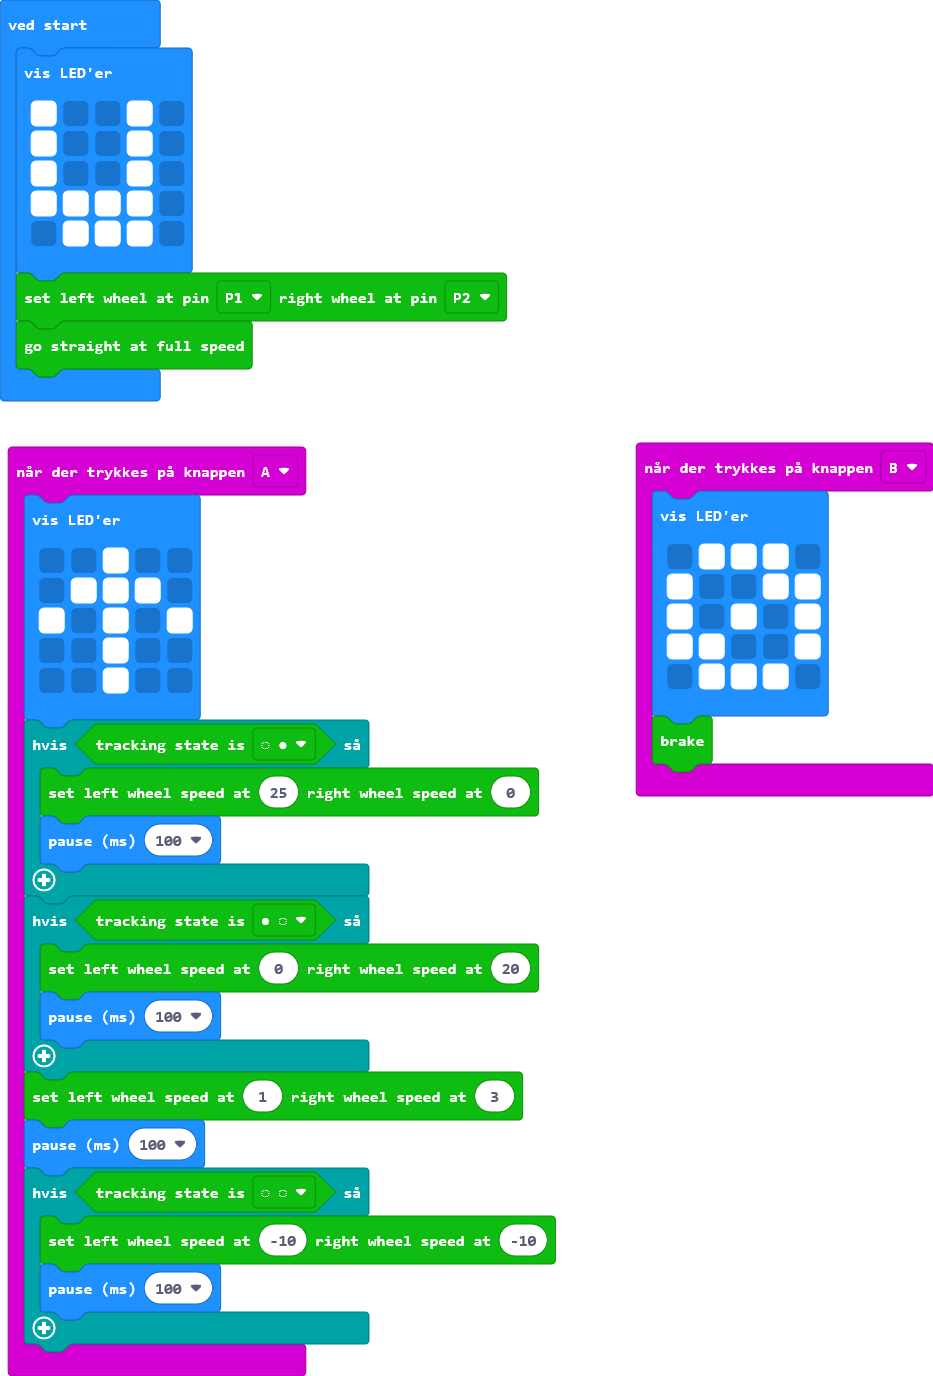 ved start
vis LED'er
set left wheel at pin P1 right wheel at pin P2
go straight at full speed
når der trykkes på knappen A
vis LED'er
hvis tracking state is ◌ ● så
set left wheel speed at 25 right wheel speed at 0
pause (ms) 100
hvis tracking state is ● ◌ så
set left wheel speed at 0 right wheel speed at 20
pause (ms) 100
set left wheel speed at 1 right wheel speed at 3
pause (ms) 100
hvis tracking state is ◌ ◌ så
set left wheel speed at -10 right wheel speed at -10
pause (ms) 100
når der trykkes på knappen B
vis LED'er
brake